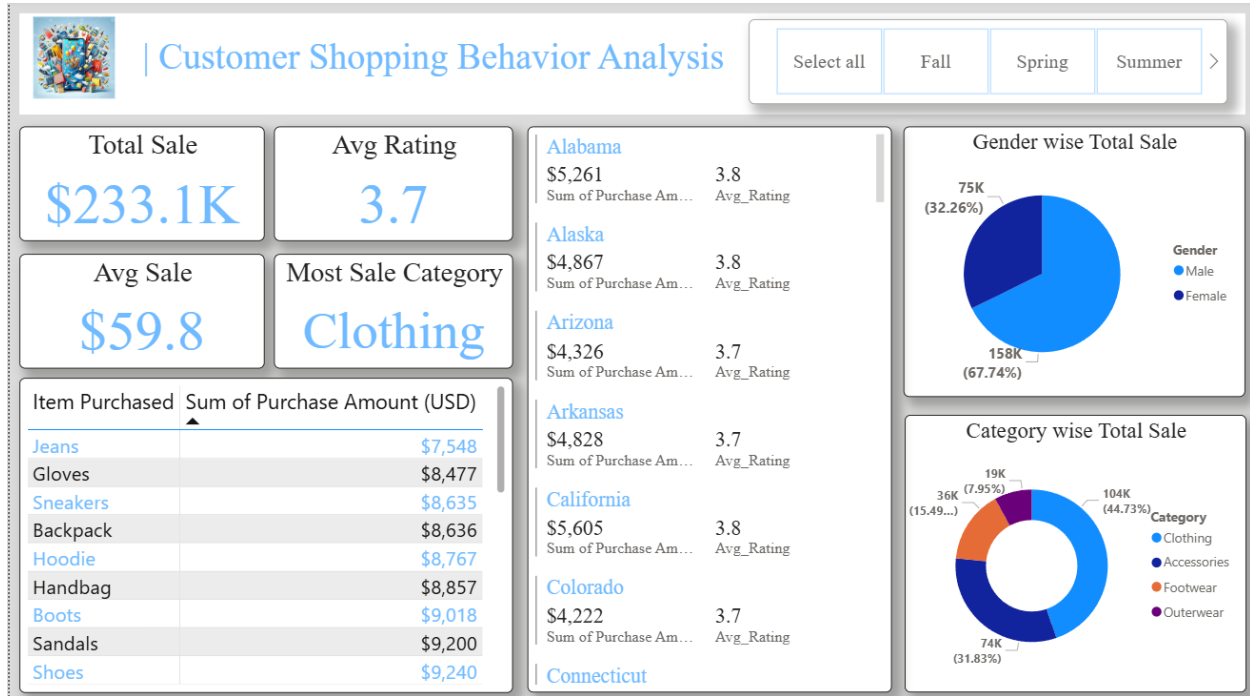 | Customer Shopping Behavior Analysis
Select all
Fall
Spring
Summer
Total Sale
$233.1K
Avg Rating
3.7
Avg Sale
$59.8
Most Sale Category
Clothing
Item Purchased Sum of Purchase Amount (USD)
Jeans $7,548
Gloves $8,477
Sneakers $8,635
Backpack $8,636
Hoodie $8,767
Handbag $8,857
Boots $9,018
Sandals $9,200
Shoes $9,240
Alabama
$5,261 3.8
Sum of Purchase Am... Avg_Rating
Alaska
$4,867 3.8
Sum of Purchase Am... Avg_Rating
Arizona
$4,326 3.7
Sum of Purchase Am... Avg_Rating
Arkansas
$4,828 3.7
Sum of Purchase Am... Avg_Rating
California
$5,605 3.8
Sum of Purchase Am... Avg_Rating
Colorado
$4,222 3.7
Sum of Purchase Am... Avg_Rating
Connecticut
Gender wise Total Sale
75K
(32.26%)
158K
(67.74%)
Gender
Male
Female
Category wise Total Sale
19K
(7.95%)
36K
(15.49...)
104K
(44.73%)
74K
(31.83%)
Category
Clothing
Accessories
Footwear
Outerwear